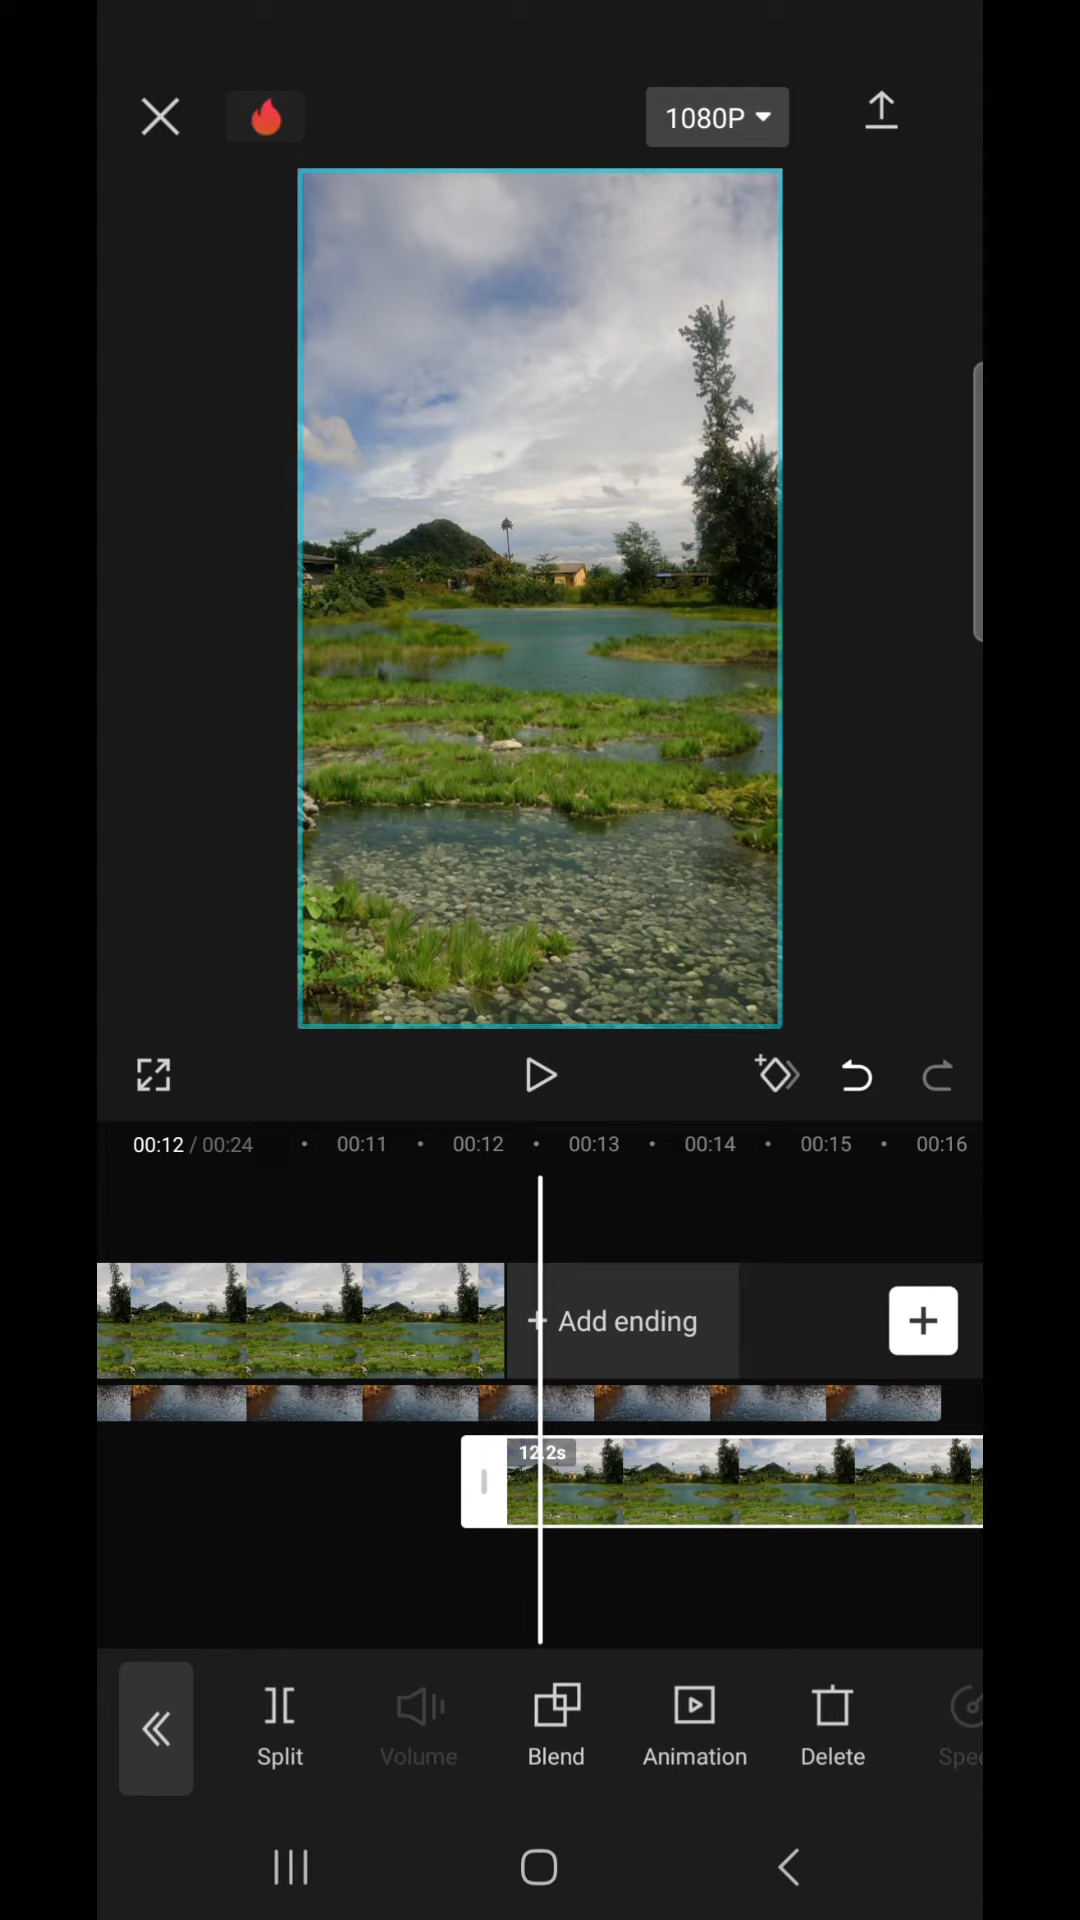 1080P
00:12 / 00:24 00:11 00:12 00:13 00:14 00:15 00:16
+ Add ending
12.2s
Split Volume Blend Animation Delete Spee